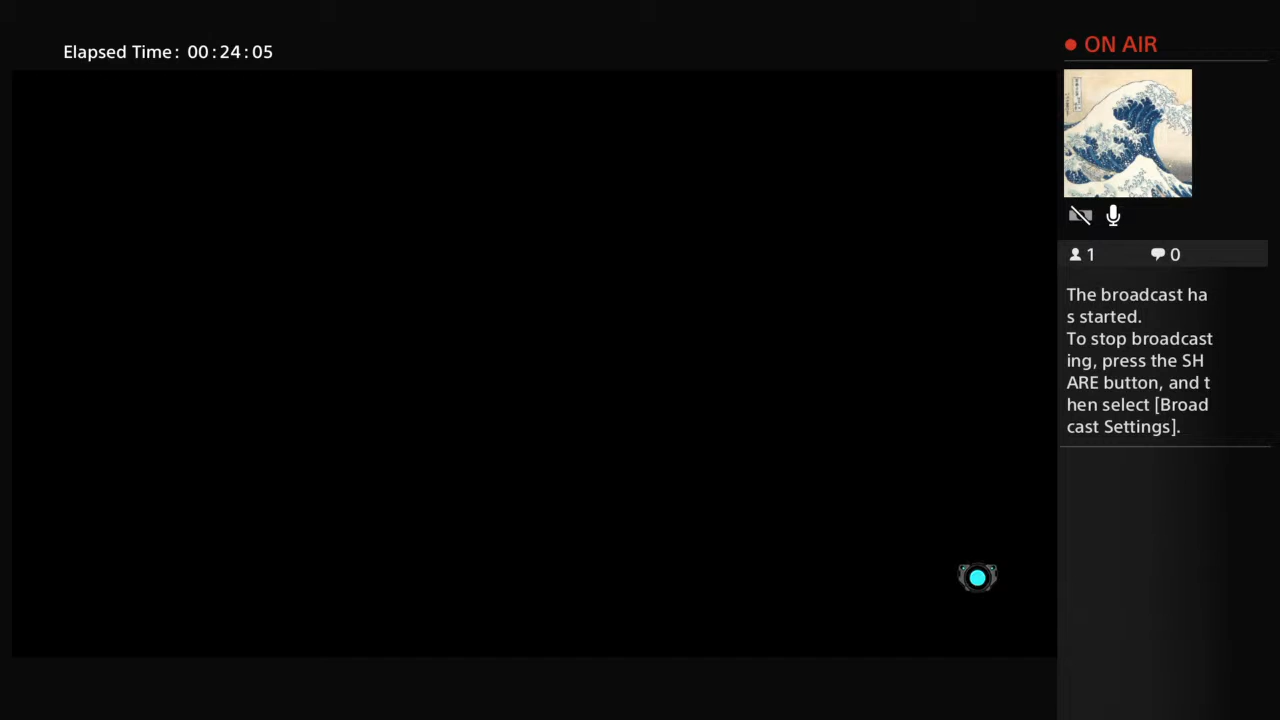 Elapsed Time: 00:24:05
ON AIR
1
0
The broadcast ha
s started.
To stop broadcast
ing, press the SH
ARE button, and t
hen select [Broad
cast Settings].